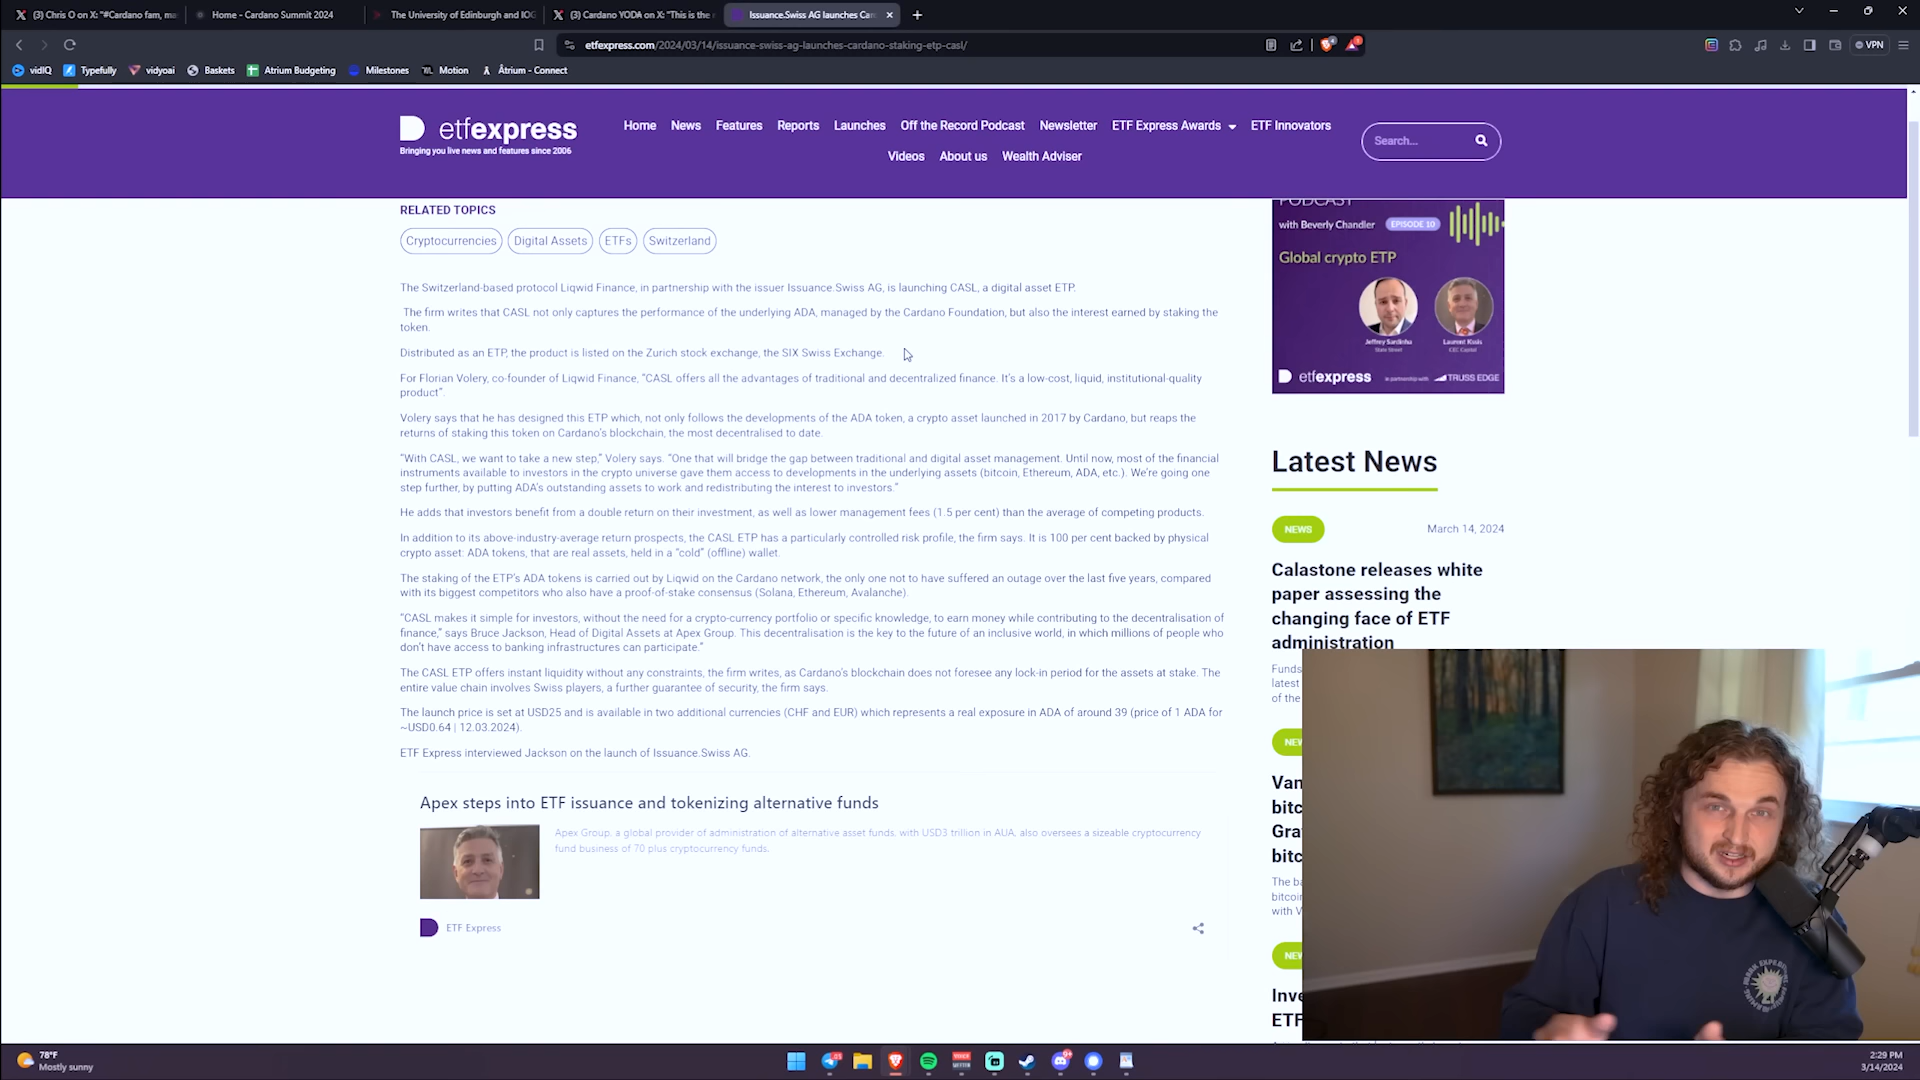 (3) Chris O on X: "#Cardano fam, ma
Home - Cardano Summit 2024
The University of Edinburgh and IOG
(3) Cardano YODA on X: "This is the
Issuance.Swiss AG launches Car
etfexpress.com/2024/03/14/issuance-swiss-ag-launches-cardano-staking-etp-casl/
VPN
vidIQ
Typefully
vidyoai
Baskets
Atrium Budgeting
Milestones
Motion
Åtrium - Connect
etfexpress
Bringing you live news and features since 2006
Home News Features Reports Launches Off the Record Podcast Newsletter ETF Express Awards ETF Innovators
Videos About us Wealth Adviser
Search...
RELATED TOPICS
Cryptocurrencies
Digital Assets
ETFs
Switzerland
The Switzerland-based protocol Liqwid Finance, in partnership with the issuer Issuance.Swiss AG, is launching CASL, a digital asset ETP.
The firm writes that CASL not only captures the performance of the underlying ADA, managed by the Cardano Foundation, but also the interest earned by staking the
token.
Distributed as an ETP, the product is listed on the Zurich stock exchange, the SIX Swiss Exchange.
For Florian Volery, co-founder of Liqwid Finance, "CASL offers all the advantages of traditional and decentralized finance. It's a low-cost, liquid, institutional-quality
product".
Volery says that he has designed this ETP which, not only follows the developments of the ADA token, a crypto asset launched in 2017 by Cardano, but reaps the
returns of staking this token on Cardano's blockchain, the most decentralised to date.
"With CASL, we want to take a new step," Volery says. "One that will bridge the gap between traditional and digital asset management. Until now, most of the financial
instruments available to investors in the crypto universe gave them access to developments in the underlying assets (bitcoin, Ethereum, ADA, etc.). We're going one
step further, by putting ADA's outstanding assets to work and redistributing the interest to investors."
He adds that investors benefit from a double return on their investment, as well as lower management fees (1.5 per cent) than the average of competing products.
In addition to its above-industry-average return prospects, the CASL ETP has a particularly controlled risk profile, the firm says. It is 100 per cent backed by physical
crypto asset: ADA tokens, that are real assets, held in a "cold" (offline) wallet.
The staking of the ETP's ADA tokens is carried out by Liqwid on the Cardano network, the only one not to have suffered an outage over the last five years, compared
with its biggest competitors who also have a proof-of-stake consensus (Solana, Ethereum, Avalanche).
"CASL makes it simple for investors, without the need for a crypto-currency portfolio or specific knowledge, to earn money while contributing to the decentralisation of
finance," says Bruce Jackson, Head of Digital Assets at Apex Group. This decentralisation is the key to the future of an inclusive world, in which millions of people who
don't have access to banking infrastructures can participate."
The CASL ETP offers instant liquidity without any constraints, the firm writes, as Cardano's blockchain does not foresee any lock-in period for the assets at stake. The
entire value chain involves Swiss players, a further guarantee of security, the firm says.
The launch price is set at USD25 and is available in two additional currencies (CHF and EUR) which represents a real exposure in ADA of around 39 (price of 1 ADA for
~USD0.64 | 12.03.2024).
ETF Express interviewed Jackson on the launch of Issuance.Swiss AG.
Apex steps into ETF issuance and tokenizing alternative funds
Apex Group, a global provider of administration of alternative asset funds, with USD3 trillion in AUA, also oversees a sizeable cryptocurrency
fund business of 70 plus cryptocurrency funds.
ETF Express
PODCAST
with Beverly Chandler EPISODE 10
Global crypto ETP
Jeffrey Sardinha
State Street
Laurent Kssis
CEC Capital
etfexpress in partnership with TRUSS EDGE
Latest News
NEWS
March 14, 2024
Calastone releases white
paper assessing the
changing face of ETF
administration
Funds
latest
of the
NEW
Van
bitc
Gra
bitc
The ba
bitcoin
with V
NEW
Inve
ETF
78°F
Mostly sunny
2:29 PM
3/14/2024